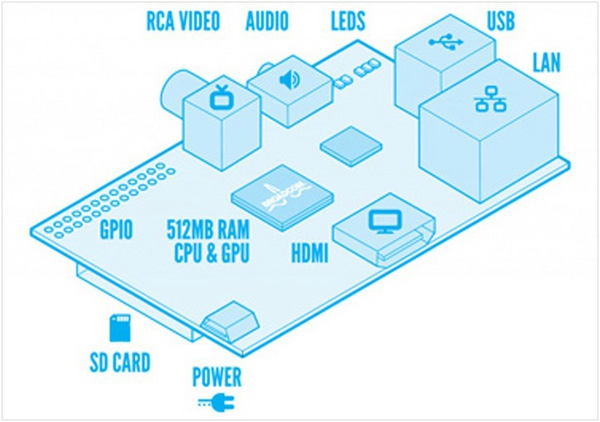 RCA VIDEO
AUDIO
LEDS
USB
LAN
BROADCOM
GPIO
512MB RAM
CPU & GPU
HDMI
SD CARD
POWER